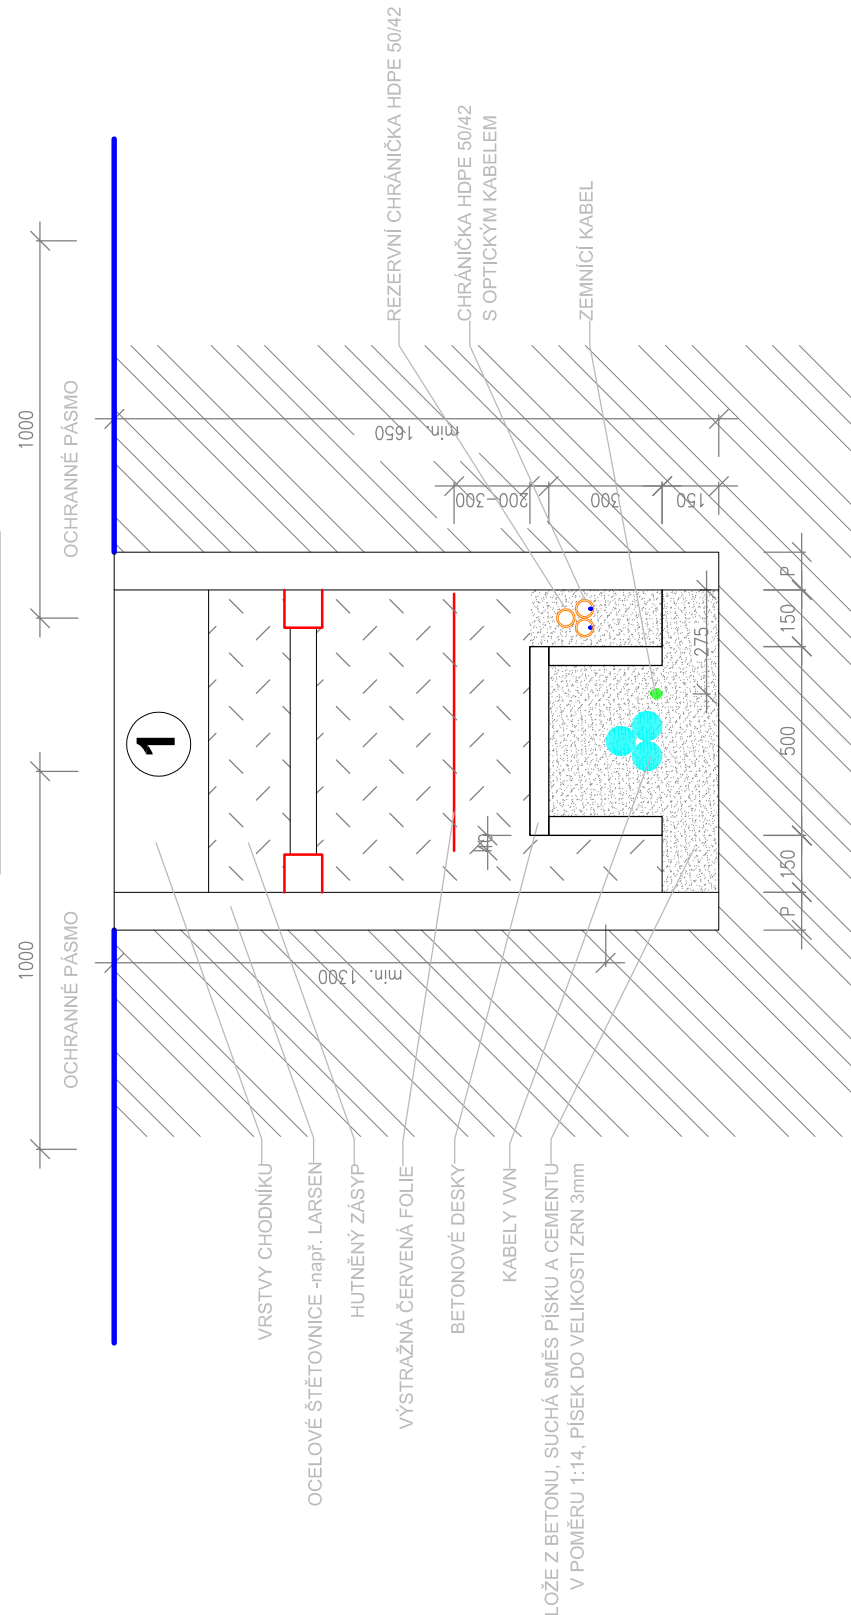 1000
OCHRANNÉ PÁSMO
1000
OCHRANNÉ PÁSMO
1
REZERVNÍ CHRÁNIČKA HDPE 50/42
CHRÁNIČKA HDPE 50/42
S OPTICKÝM KABELEM
ZEMNÍCÍ KABEL
min. 1650
200-300
300
150
min. 1300
275
P
150
500
150
P
VRSTVY CHODNÍKU
OCELOVÉ ŠTĚTOVNICE -např. LARSEN
HUTNĚNÝ ZÁSYP
VÝSTRAŽNÁ ČERVENÁ FOLIE
BETONOVÉ DESKY
KABELY VVN
LOŽE Z BETONU, SUCHÁ SMĚS PÍSKU A CEMENTU
V POMĚRU 1:14, PÍSEK DO VELIKOSTI ZRN 3mm